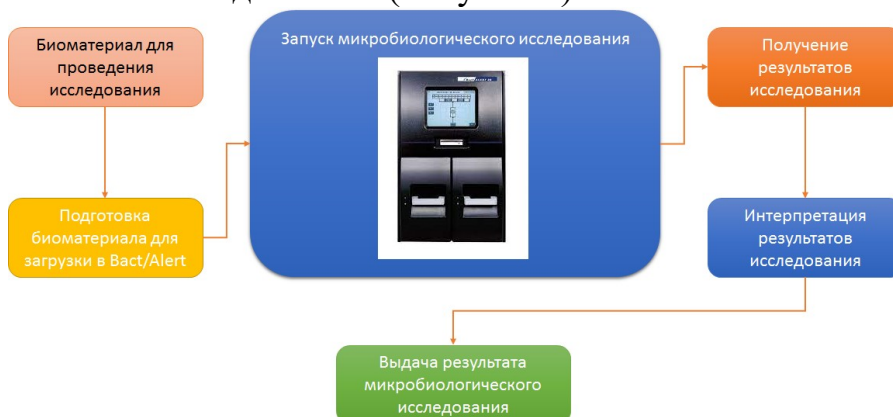 Биоматериал для
проведения
исследования
Запуск микробиологического исследования
Получение
результатов
исследования
Подготовка
биоматериала для
загрузки в Bact/Alert
Интерпретация
результатов
исследования
Выдача результата
микробиологического
исследования